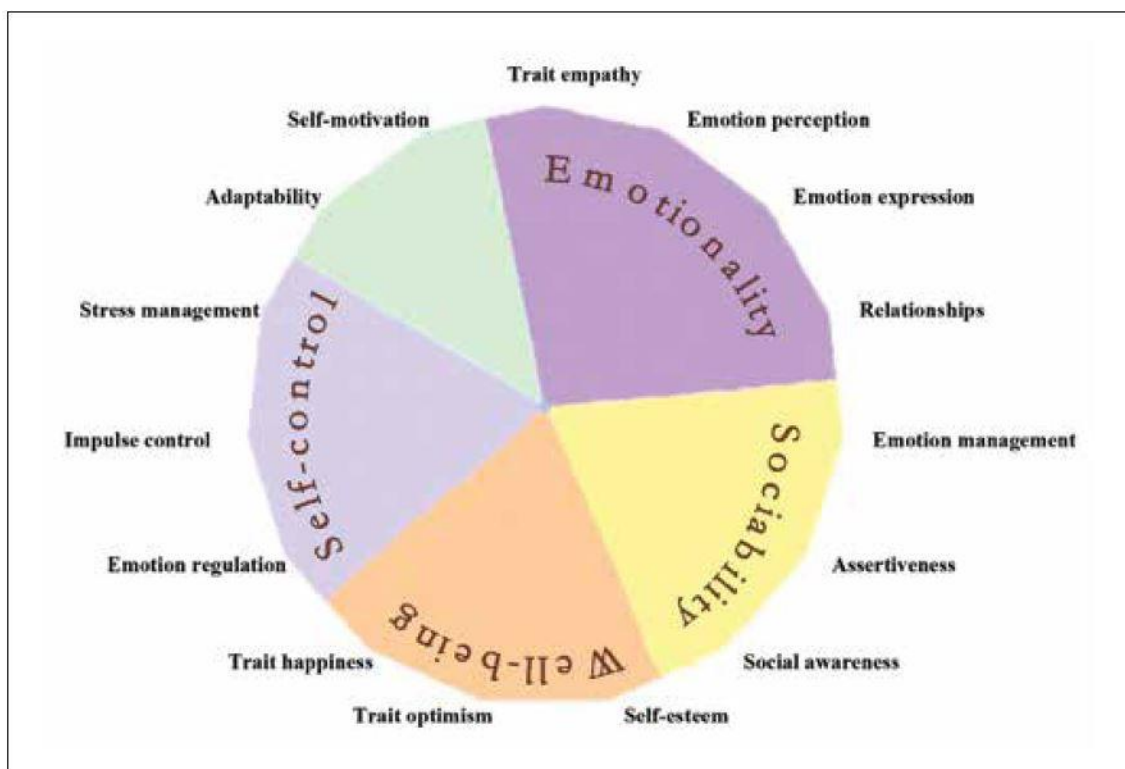 Trait empathy
Self-motivation
Emotion perception
Adaptability
Emotion expression
Stress management
Relationships
Impulse control
Emotion management
Emotion regulation
Assertiveness
Trait happiness
Social awareness
Trait optimism
Self-esteem
Emotionality
Sociability
Well-being
Self-control